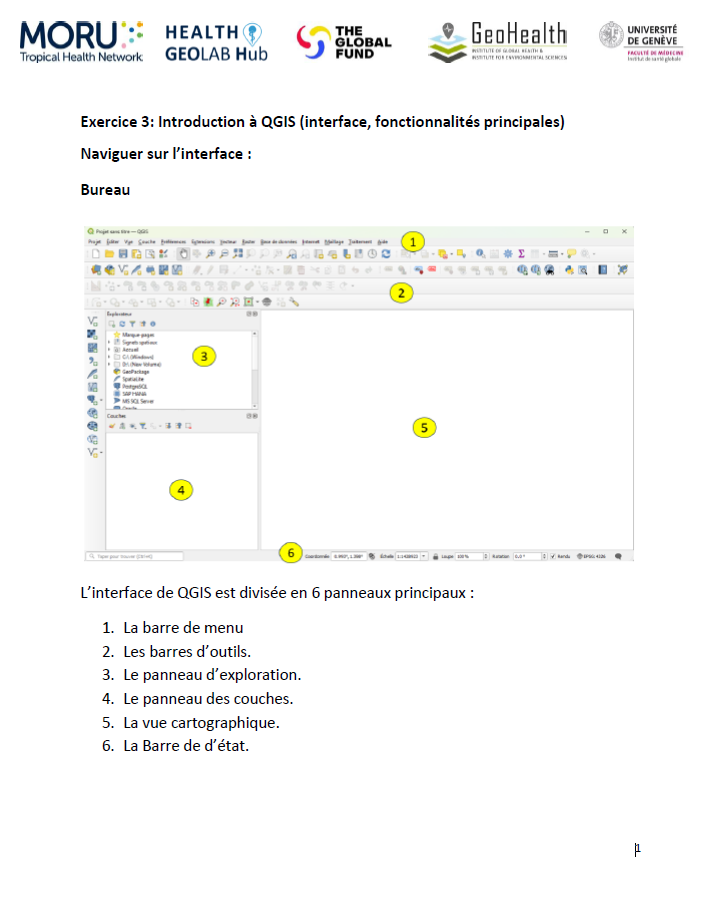 MORU
Tropical Health Network
HEALTH
GEOLAB Hub
THE
GLOBAL
FUND
GeoHealth
INSTITUTE OF GLOBAL HEALTH &
INSTITUTE FOR ENVIRONMENTAL SCIENCES
UNIVERSITÉ
DE GENÈVE
FACULTÉ DE MÉDECINE
Institut de santé globale
Exercice 3: Introduction à QGIS (interface, fonctionnalités principales)
Naviguer sur l’interface :
Bureau
Projet sans titre — QGIS
Projet Éditer Vue Couche Préférences Extensions Vecteur Raster Base de données Internet Maillage Traitement Aide
1
2
Explorateur
Marque-pages
Signets spatiaux
Accueil
C:\ (Windows)
D:\ (New Volume)
GeoPackage
SpatiaLite
PostgreSQL
SAP HANA
MS SQL Server
Oracle
3
Couches
4
5
6
Taper pour trouver (Ctrl+K)
Coordonnée
Échelle
Loupe 100%
Rotation 0,0 °
Rendu
EPSG:4326
L’interface de QGIS est divisée en 6 panneaux principaux :
1. La barre de menu
2. Les barres d’outils.
3. Le panneau d’exploration.
4. Le panneau des couches.
5. La vue cartographique.
6. La Barre de d’état.
1